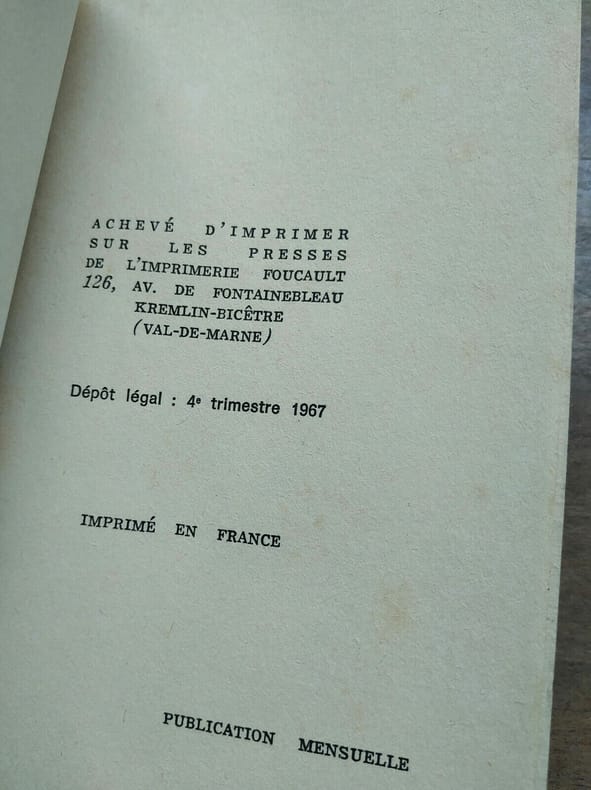 ACHEVÉ D'IMPRIMER
SUR LES PRESSES
DE L'IMPRIMERIE FOUCAULT
126, AV. DE FONTAINEBLEAU
KREMLIN-BICÊTRE
(VAL-DE-MARNE)
Dépôt légal : 4e trimestre 1967
IMPRIMÉ EN FRANCE
PUBLICATION MENSUELLE